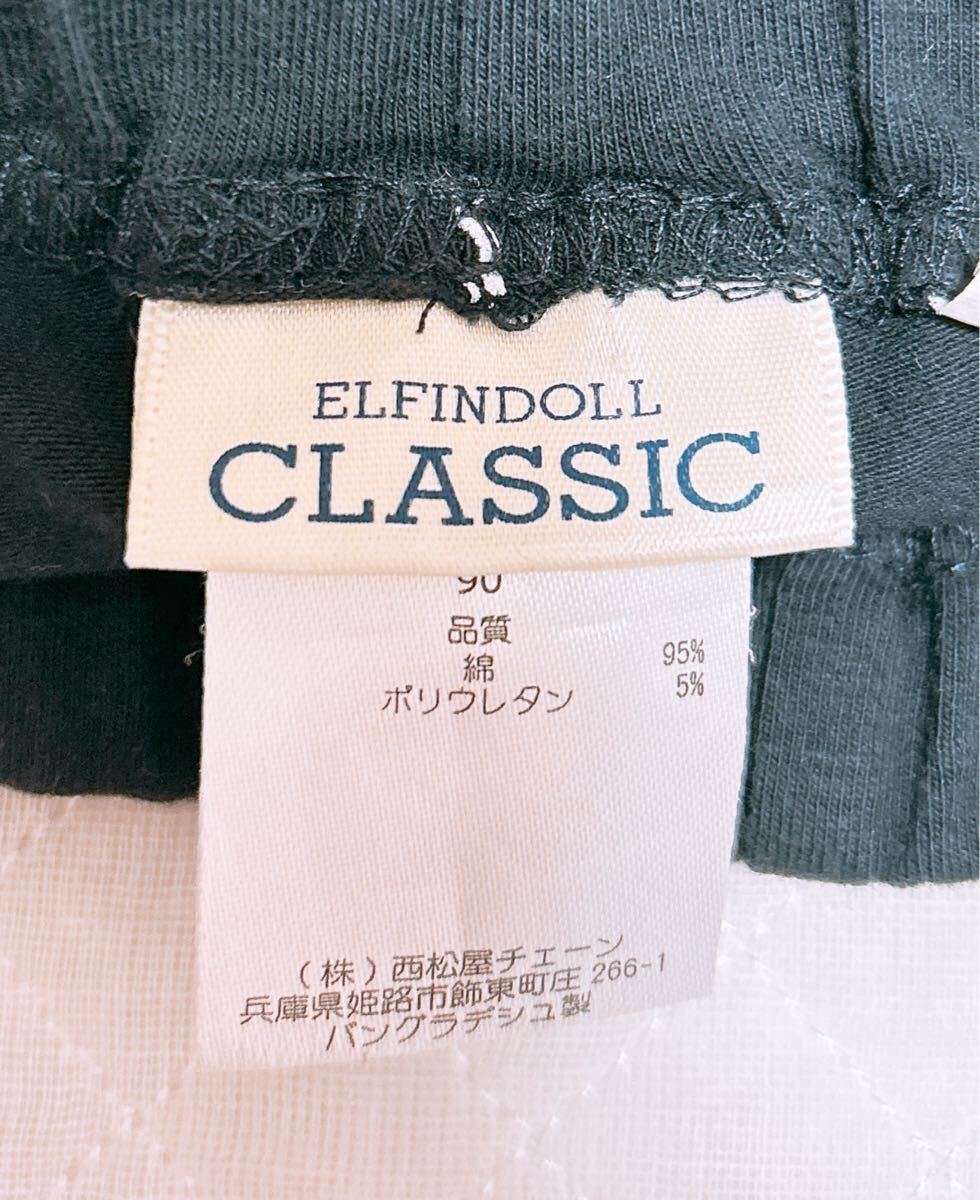 ELFINDOLL
CLASSIC
90
品質
綿 95%
ポリウレタン 5%
(株)西松屋チェーン
兵庫県姫路市飾東町庄 266-1
バングラデシュ製